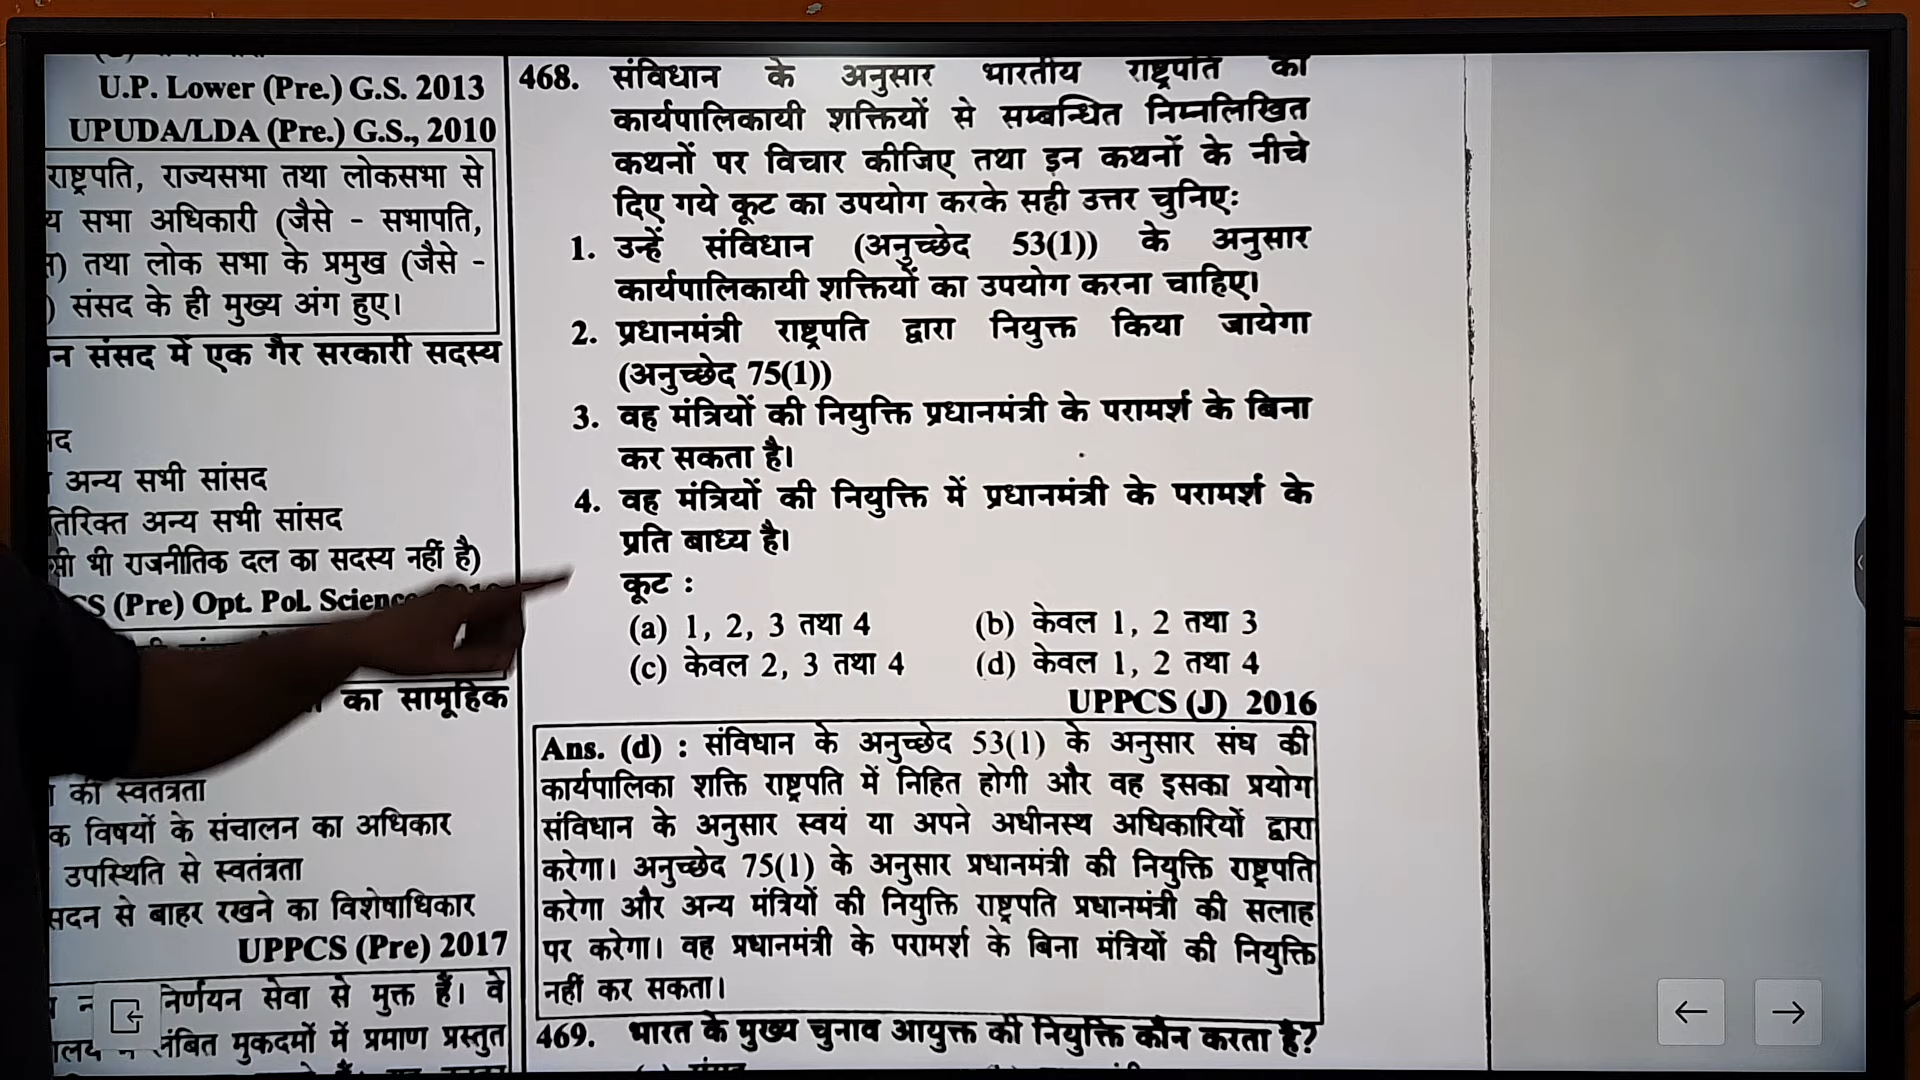 U.P. Lower (Pre.) G.S. 2013
UPUDA/LDA (Pre.) G.S., 2010
राष्ट्रपति, राज्यसभा तथा लोकसभा से
य सभा अधिकारी (जैसे - सभापति,
) तथा लोक सभा के प्रमुख (जैसे -
) संसद के ही मुख्य अंग हुए।
न संसद में एक गैर सरकारी सदस्य
अन्य सभी सांसद
तिरिक्त अन्य सभी सांसद
भी राजनीतिक दल का सदस्य नहीं है)
CS (Pre) Opt. Pol. Science
का सामूहिक
की स्वतंत्रता
क विषयों के संचालन का अधिकार
उपस्थिति से स्वतंत्रता
सदन से बाहर रखने का विशेषाधिकार
UPPCS (Pre) 2017
निर्णयन सेवा से मुक्त हैं। वे
लंबित मुकदमों में प्रमाण प्रस्तुत
468. संविधान के अनुसार भारतीय राष्ट्रपति की
कार्यपालिकायी शक्तियों से सम्बन्धित निम्नलिखित
कथनों पर विचार कीजिए तथा इन कथनों के नीचे
दिए गये कूट का उपयोग करके सही उत्तर चुनिएः
1. उन्हें संविधान (अनुच्छेद 53(1)) के अनुसार
कार्यपालिकायी शक्तियों का उपयोग करना चाहिए।
2. प्रधानमंत्री राष्ट्रपति द्वारा नियुक्त किया जायेगा
(अनुच्छेद 75(1))
3. वह मंत्रियों की नियुक्ति प्रधानमंत्री के परामर्श के बिना
कर सकता है।
4. वह मंत्रियों की नियुक्ति में प्रधानमंत्री के परामर्श के
प्रति बाध्य है।
कूट :
(a) 1, 2, 3 तथा 4 (b) केवल 1, 2 तथा 3
(c) केवल 2, 3 तथा 4 (d) केवल 1, 2 तथा 4
UPPCS (J) 2016
Ans. (d) : संविधान के अनुच्छेद 53(1) के अनुसार संघ की
कार्यपालिका शक्ति राष्ट्रपति में निहित होगी और वह इसका प्रयोग
संविधान के अनुसार स्वयं या अपने अधीनस्थ अधिकारियों द्वारा
करेगा। अनुच्छेद 75(1) के अनुसार प्रधानमंत्री की नियुक्ति राष्ट्रपति
करेगा और अन्य मंत्रियों की नियुक्ति राष्ट्रपति प्रधानमंत्री की सलाह
पर करेगा। वह प्रधानमंत्री के परामर्श के बिना मंत्रियों की नियुक्ति
नहीं कर सकता।
469. भारत के मुख्य चुनाव आयुक्त की नियुक्ति कौन करता है?